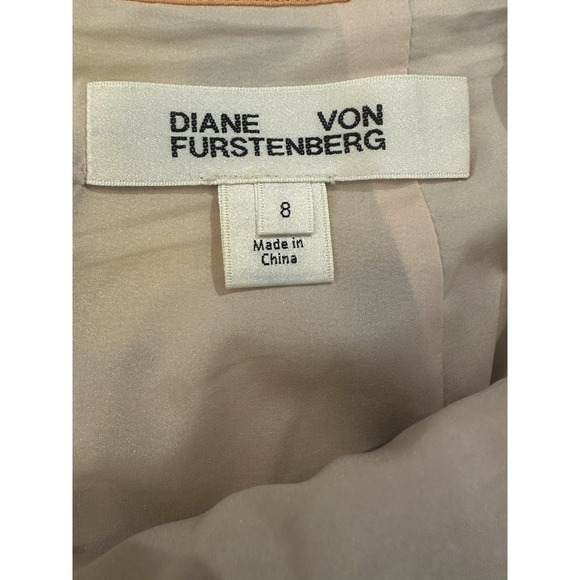 DIANE VON
FURSTENBERG
8
Made in
China